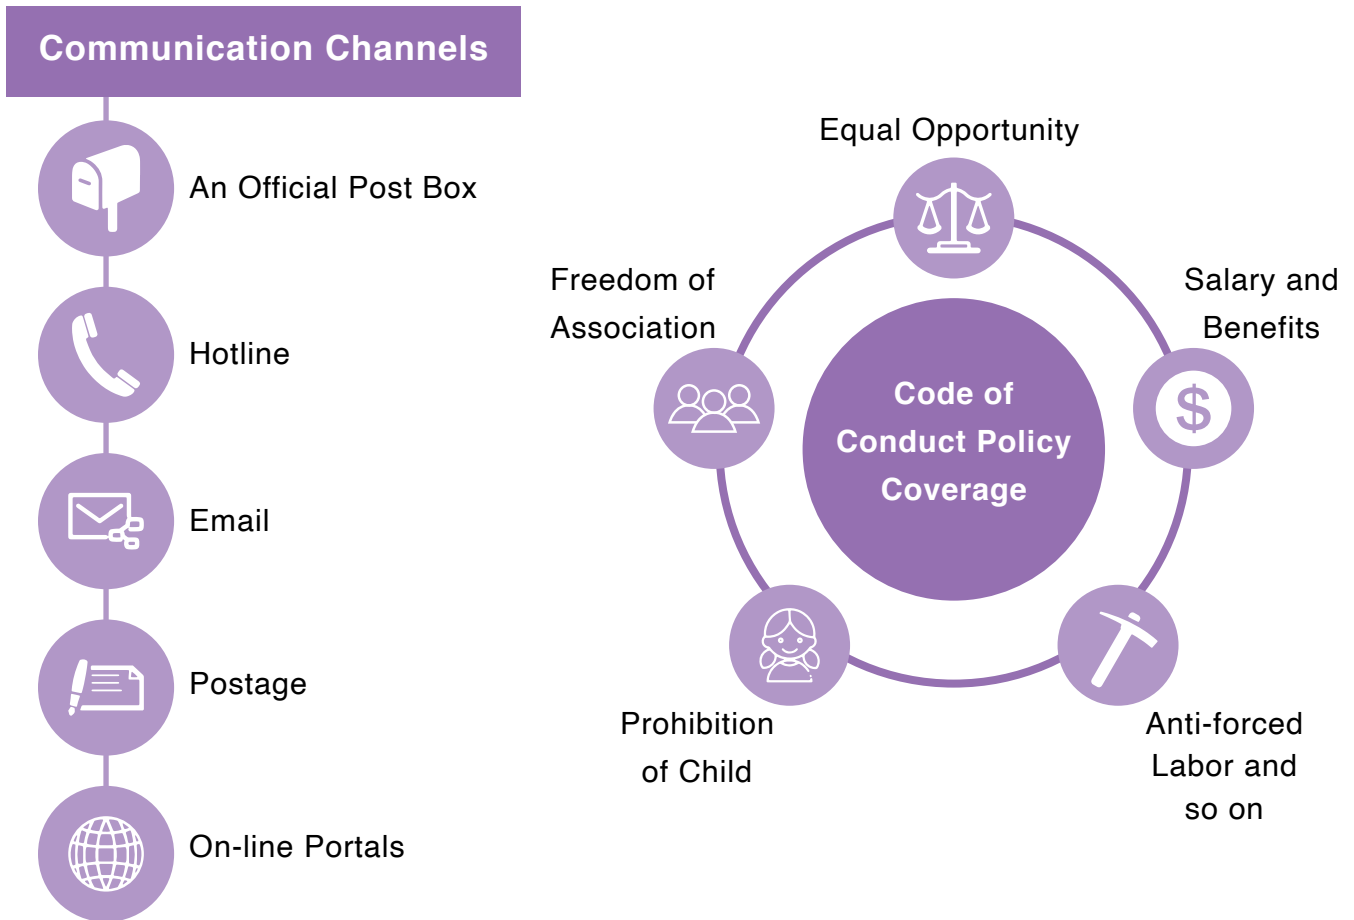 Communication Channels
An Official Post Box
Hotline
Email
Postage
On-line Portals
Equal Opportunity
Freedom of
Association
Salary and
Benefits
Code of
Conduct Policy
Coverage
$
Prohibition
of Child
Anti-forced
Labor and
so on